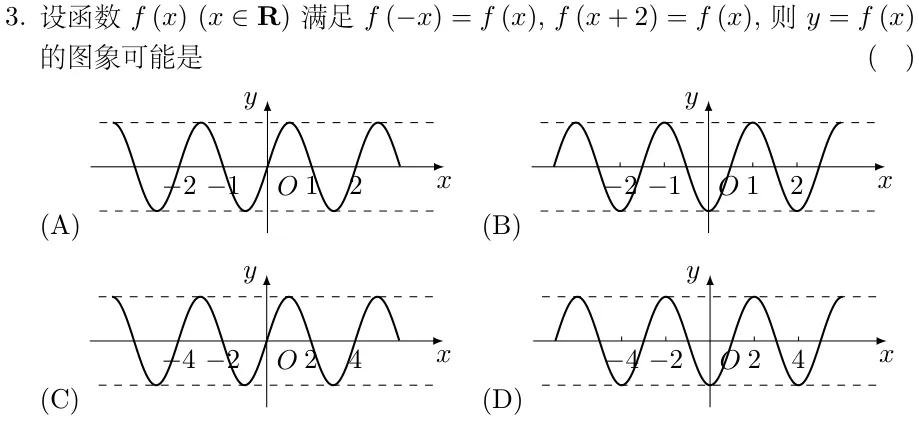 3. 设函数 f (x) (x ∈ R) 满足 f(−x) = f (x), f(x + 2) = f (x), 则 y = f (x)
的图象可能是 ( )
y y
−2 −1 O 1 2 x −2 −1 O 1 2 x
(A) (B)
y y
−4 −2 O 2 4 x −4 −2 O 2 4 x
(C) (D)